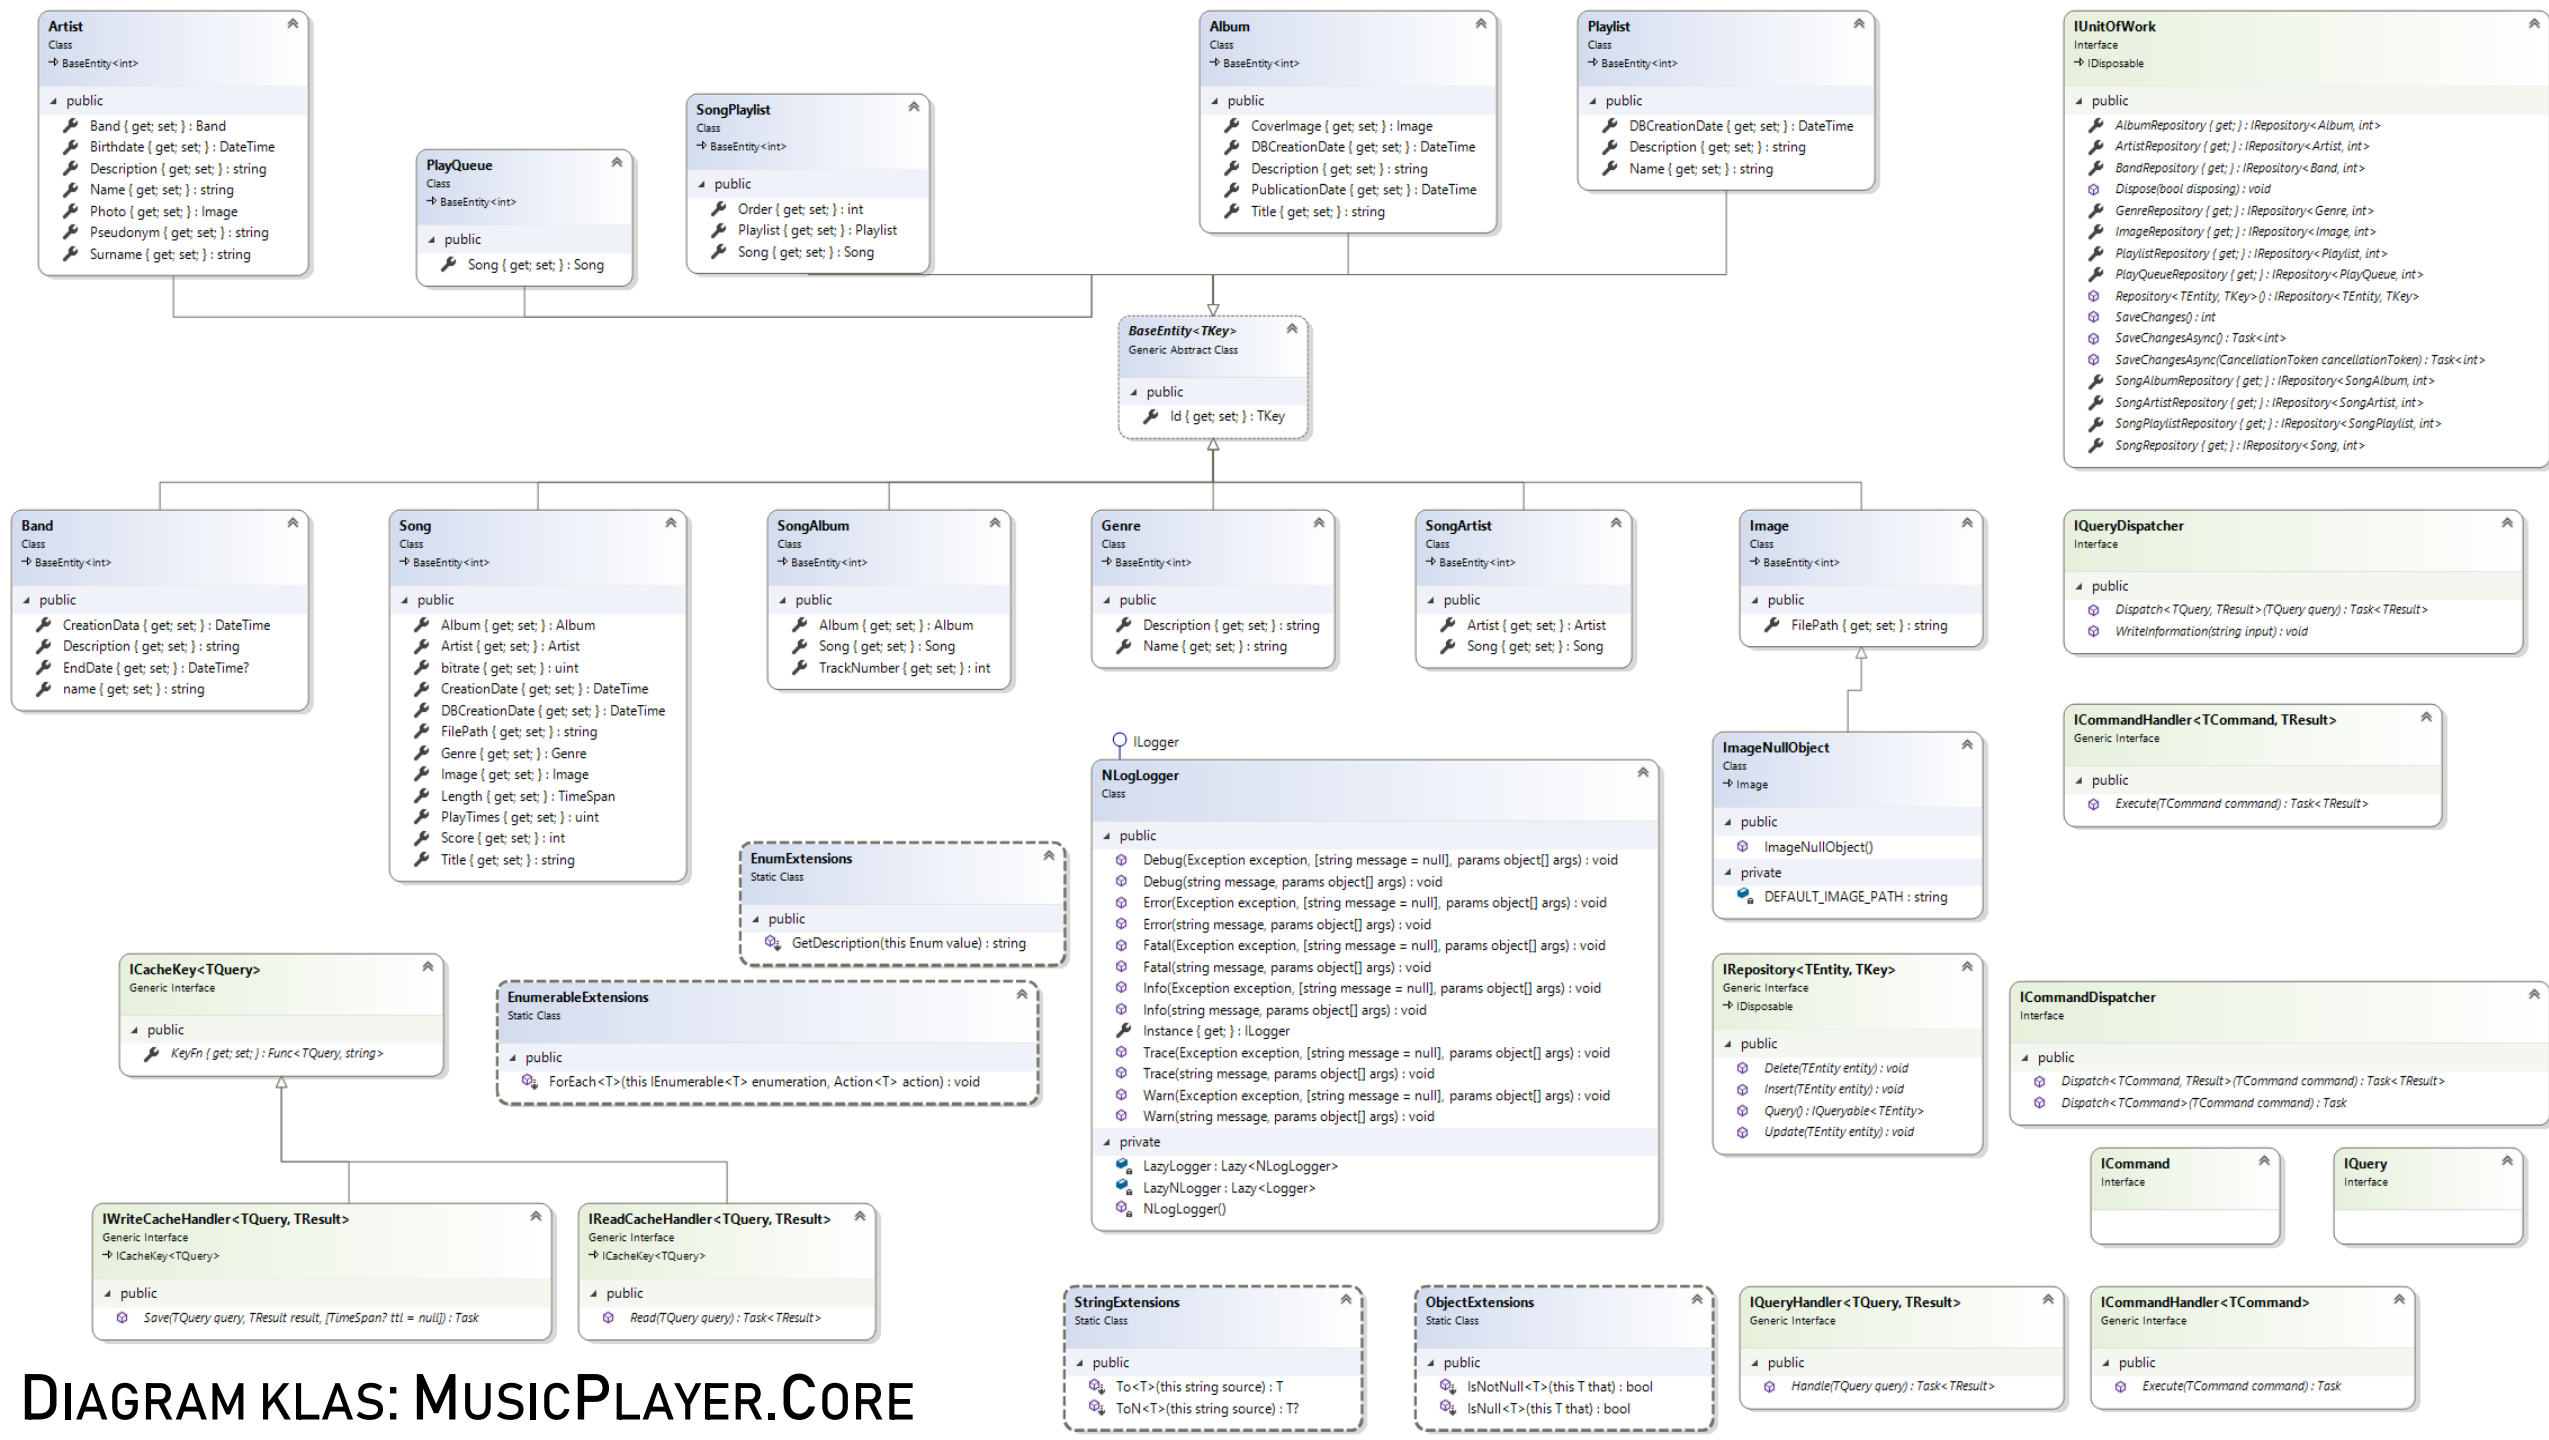 Artist
Class
BaseEntity<int>
public
Band { get; set; } : Band
Birthdate { get; set; } : DateTime
Description { get; set; } : string
Name { get; set; } : string
Photo { get; set; } : Image
Pseudonym { get; set; } : string
Surname { get; set; } : string
PlayQueue
Class
BaseEntity<int>
public
Song { get; set; } : Song
SongPlaylist
Class
BaseEntity<int>
public
Order { get; set; } : int
Playlist { get; set; } : Playlist
Song { get; set; } : Song
Album
Class
BaseEntity<int>
public
CoverImage { get; set; } : Image
DBCreationDate { get; set; } : DateTime
Description { get; set; } : string
PublicationDate { get; set; } : DateTime
Title { get; set; } : string
Playlist
Class
BaseEntity<int>
public
DBCreationDate { get; set; } : DateTime
Description { get; set; } : string
Name { get; set; } : string
IUnitOfWork
Interface
IDisposable
public
AlbumRepository { get; } : IRepository<Album, int>
ArtistRepository { get; } : IRepository<Artist, int>
BandRepository { get; } : IRepository<Band, int>
Dispose(bool disposing) : void
GenreRepository { get; } : IRepository<Genre, int>
ImageRepository { get; } : IRepository<Image, int>
PlaylistRepository { get; } : IRepository<Playlist, int>
PlayQueueRepository { get; } : IRepository<PlayQueue, int>
Repository<TEntity, TKey>() : IRepository<TEntity, TKey>
SaveChanges() : int
SaveChangesAsync() : Task<int>
SaveChangesAsync(CancellationToken cancellationToken) : Task<int>
SongAlbumRepository { get; } : IRepository<SongAlbum, int>
SongArtistRepository { get; } : IRepository<SongArtist, int>
SongPlaylistRepository { get; } : IRepository<SongPlaylist, int>
SongRepository { get; } : IRepository<Song, int>
BaseEntity<TKey>
Generic Abstract Class
public
Id { get; set; } : TKey
Band
Class
BaseEntity<int>
public
CreationData { get; set; } : DateTime
Description { get; set; } : string
EndDate { get; set; } : DateTime?
name { get; set; } : string
Song
Class
BaseEntity<int>
public
Album { get; set; } : Album
Artist { get; set; } : Artist
bitrate { get; set; } : uint
CreationDate { get; set; } : DateTime
DBCreationDate { get; set; } : DateTime
FilePath { get; set; } : string
Genre { get; set; } : Genre
Image { get; set; } : Image
Length { get; set; } : TimeSpan
PlayTimes { get; set; } : uint
Score { get; set; } : int
Title { get; set; } : string
SongAlbum
Class
BaseEntity<int>
public
Album { get; set; } : Album
Song { get; set; } : Song
TrackNumber { get; set; } : int
Genre
Class
BaseEntity<int>
public
Description { get; set; } : string
Name { get; set; } : string
SongArtist
Class
BaseEntity<int>
public
Artist { get; set; } : Artist
Song { get; set; } : Song
Image
Class
BaseEntity<int>
public
FilePath { get; set; } : string
IQueryDispatcher
Interface
public
Dispatch<TQuery, TResult>(TQuery query) : Task<TResult>
WriteInformation(string input) : void
ICommandHandler<TCommand, TResult>
Generic Interface
public
Execute(TCommand command) : Task<TResult>
ILogger
NLogLogger
Class
public
Debug(Exception exception, [string message = null], params object[] args) : void
Debug(string message, params object[] args) : void
Error(Exception exception, [string message = null], params object[] args) : void
Error(string message, params object[] args) : void
Fatal(Exception exception, [string message = null], params object[] args) : void
Fatal(string message, params object[] args) : void
Info(Exception exception, [string message = null], params object[] args) : void
Info(string message, params object[] args) : void
Instance { get; } : ILogger
Trace(Exception exception, [string message = null], params object[] args) : void
Trace(string message, params object[] args) : void
Warn(Exception exception, [string message = null], params object[] args) : void
Warn(string message, params object[] args) : void
private
LazyLogger : Lazy<NLogLogger>
LazyNLogger : Lazy<Logger>
NLogLogger()
ImageNullObject
Class
Image
public
ImageNullObject()
private
DEFAULT_IMAGE_PATH : string
EnumExtensions
Static Class
public
GetDescription(this Enum value) : string
ICacheKey<TQuery>
Generic Interface
public
KeyFn { get; set; } : Func<TQuery, string>
EnumerableExtensions
Static Class
public
ForEach<T>(this IEnumerable<T> enumeration, Action<T> action) : void
IRepository<TEntity, TKey>
Generic Interface
IDisposable
public
Delete(TEntity entity) : void
Insert(TEntity entity) : void
Query() : IQueryable<TEntity>
Update(TEntity entity) : void
ICommandDispatcher
Interface
public
Dispatch<TCommand, TResult>(TCommand command) : Task<TResult>
Dispatch<TCommand>(TCommand command) : Task
ICommand
Interface
IQuery
Interface
IWriteCacheHandler<TQuery, TResult>
Generic Interface
ICacheKey<TQuery>
public
Save(TQuery query, TResult result, [TimeSpan? ttl = null]) : Task
IReadCacheHandler<TQuery, TResult>
Generic Interface
ICacheKey<TQuery>
public
Read(TQuery query) : Task<TResult>
StringExtensions
Static Class
public
To<T>(this string source) : T
ToN<T>(this string source) : T?
ObjectExtensions
Static Class
public
IsNotNull<T>(this T that) : bool
IsNull<T>(this T that) : bool
IQueryHandler<TQuery, TResult>
Generic Interface
public
Handle(TQuery query) : Task<TResult>
ICommandHandler<TCommand>
Generic Interface
public
Execute(TCommand command) : Task
DIAGRAM KLAS: MUSICPLAYER.CORE